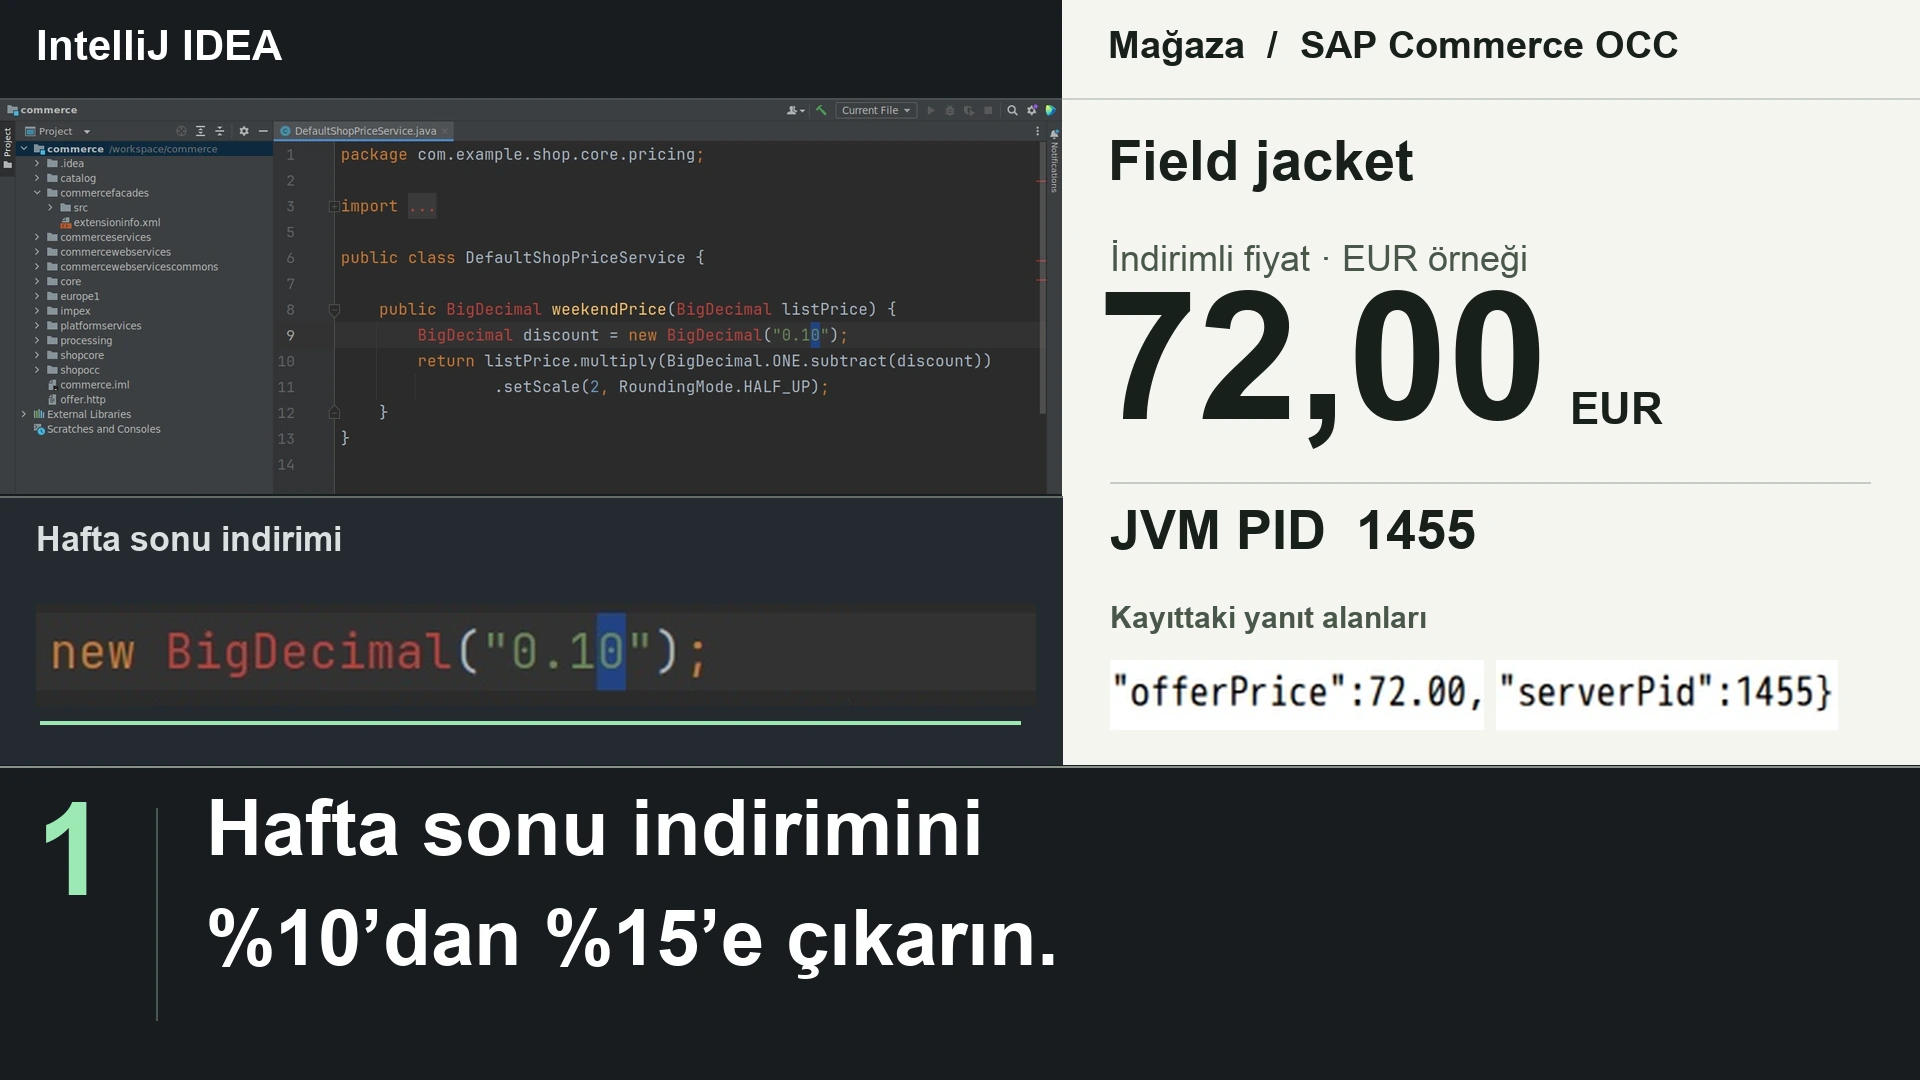 IntelliJ IDEA
commerce
Current File
Project
DefaultShopPriceService.java
Project
commerce /workspace/commerce
.idea
catalog
commercefacades
src
extensioninfo.xml
commerceservices
commercewebservices
commercewebservicescommons
core
europe1
impex
platformservices
processing
shopcore
shopocc
commerce.iml
offer.http
External Libraries
Scratches and Consoles
1 package com.example.shop.core.pricing;
2
3 import ...
5
6 public class DefaultShopPriceService {
7
8 public BigDecimal weekendPrice(BigDecimal listPrice) {
9 BigDecimal discount = new BigDecimal("0.10");
10 return listPrice.multiply(BigDecimal.ONE.subtract(discount))
11 .setScale(2, RoundingMode.HALF_UP);
12 }
13 }
14
Notifications
Hafta sonu indirimi
new BigDecimal("0.10");
Mağaza / SAP Commerce OCC
Field jacket
İndirimli fiyat · EUR örneği
72,00 EUR
JVM PID 1455
Kayıttaki yanıt alanları
"offerPrice":72.00, "serverPid":1455}
1
Hafta sonu indirimini
%10’dan %15’e çıkarın.